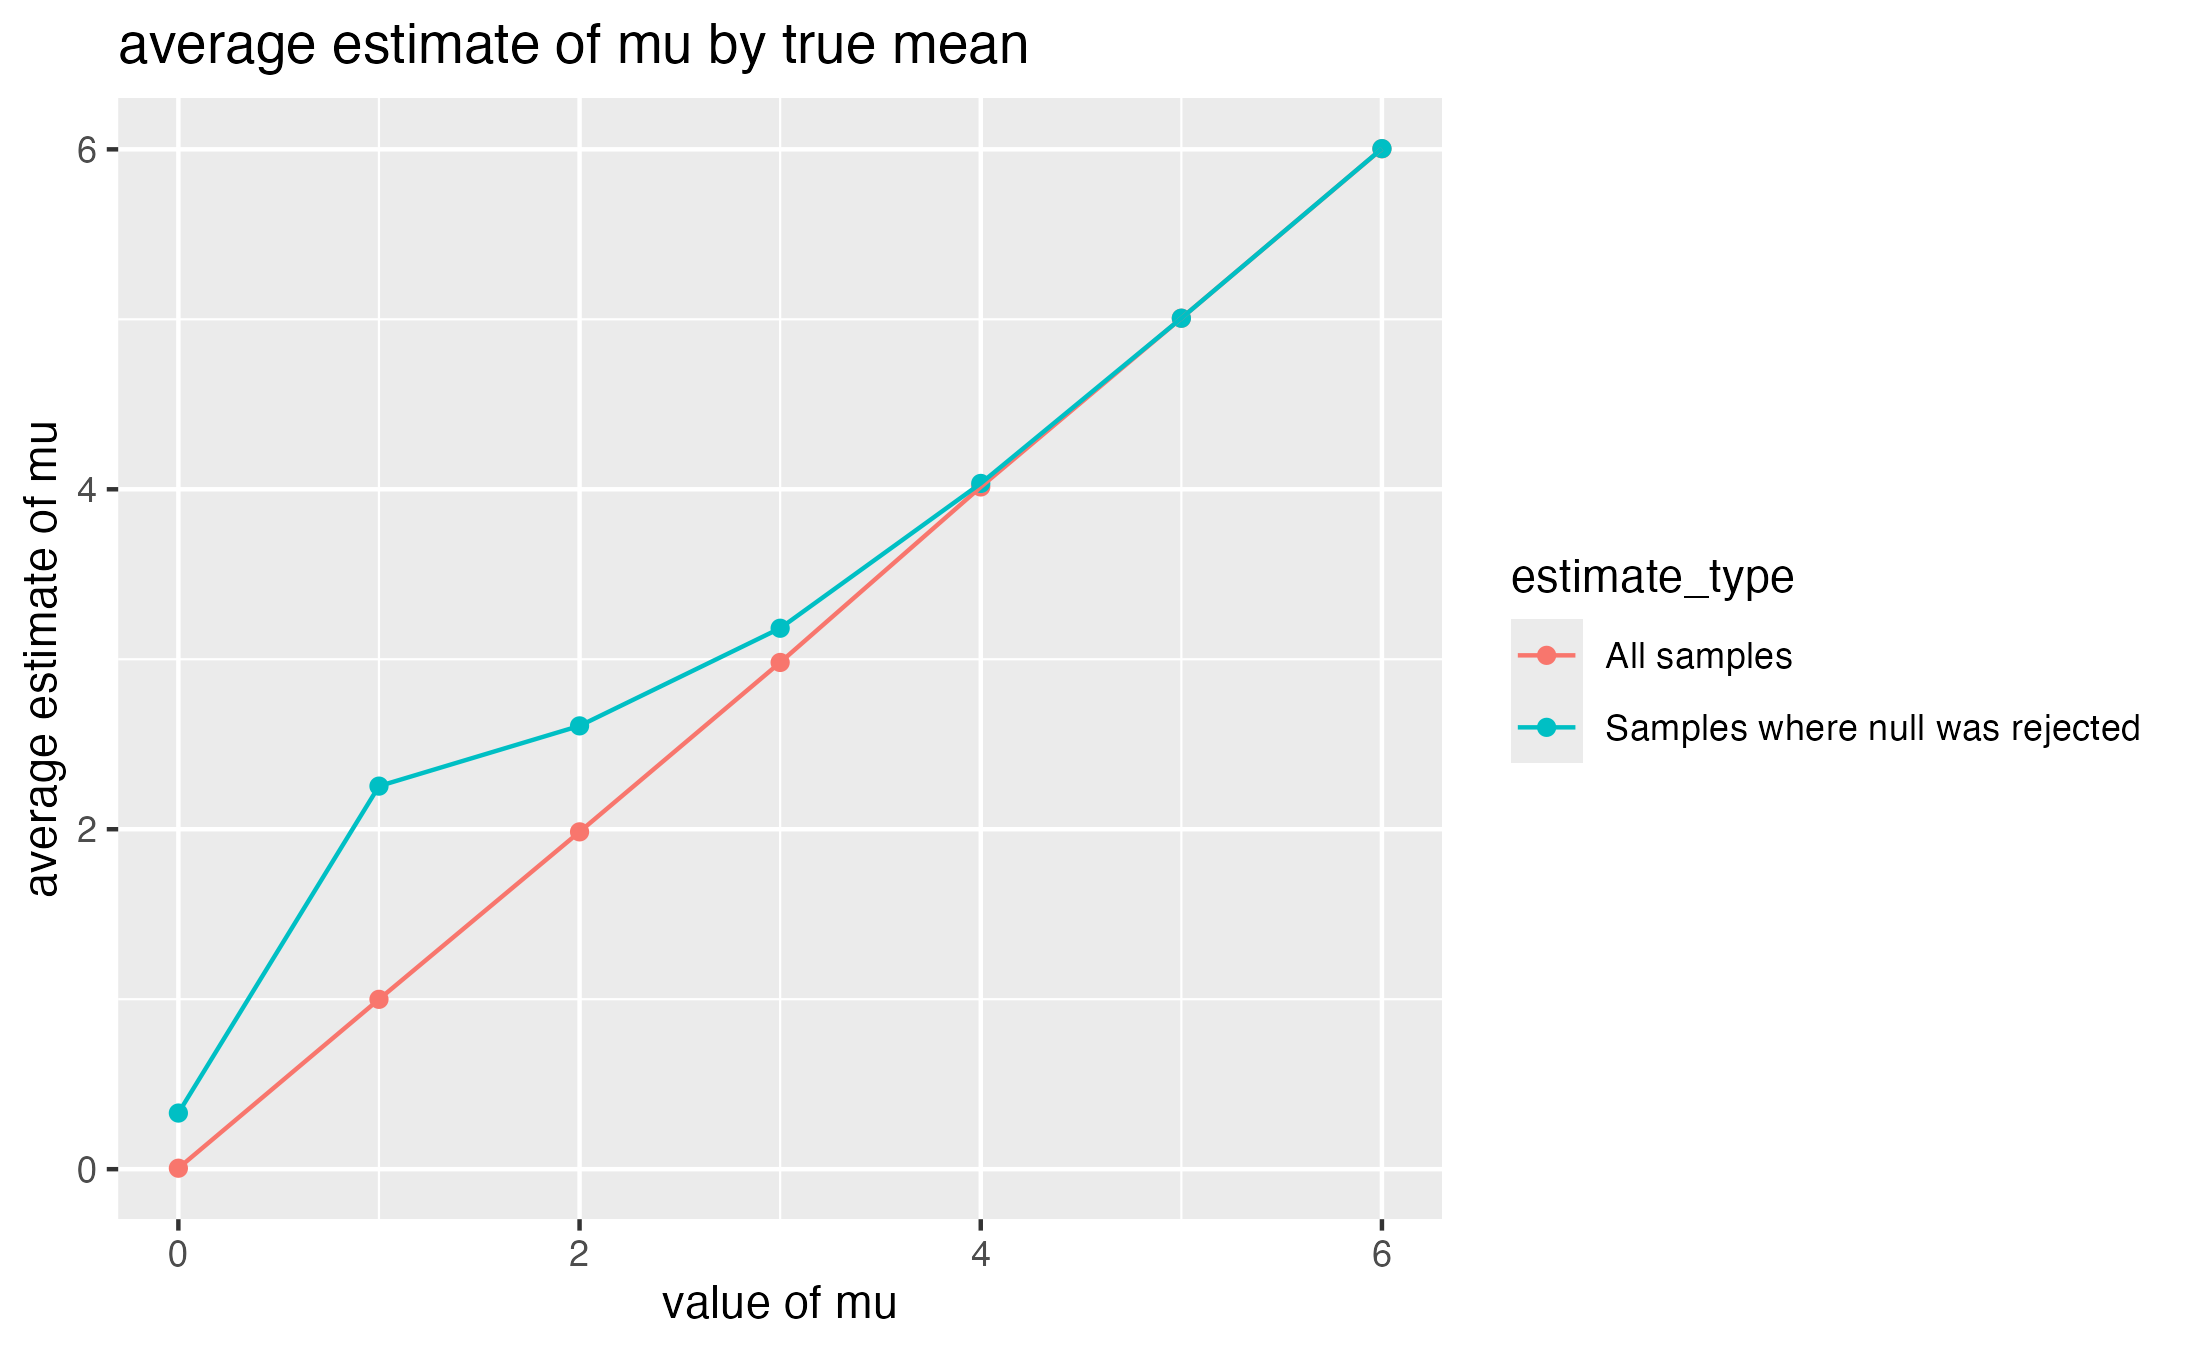 average estimate of mu by true mean
average estimate of mu
6
4
2
0
0 2 4 6
value of mu
estimate_type
All samples
Samples where null was rejected